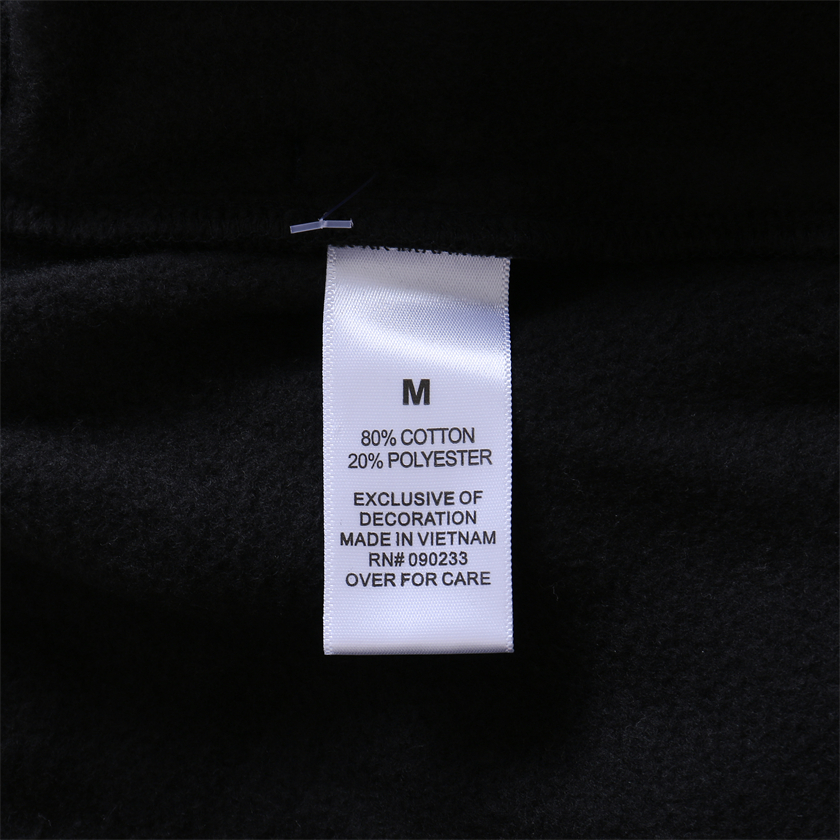 M
80% COTTON
20% POLYESTER
EXCLUSIVE OF
DECORATION
MADE IN VIETNAM
RN# 090233
OVER FOR CARE